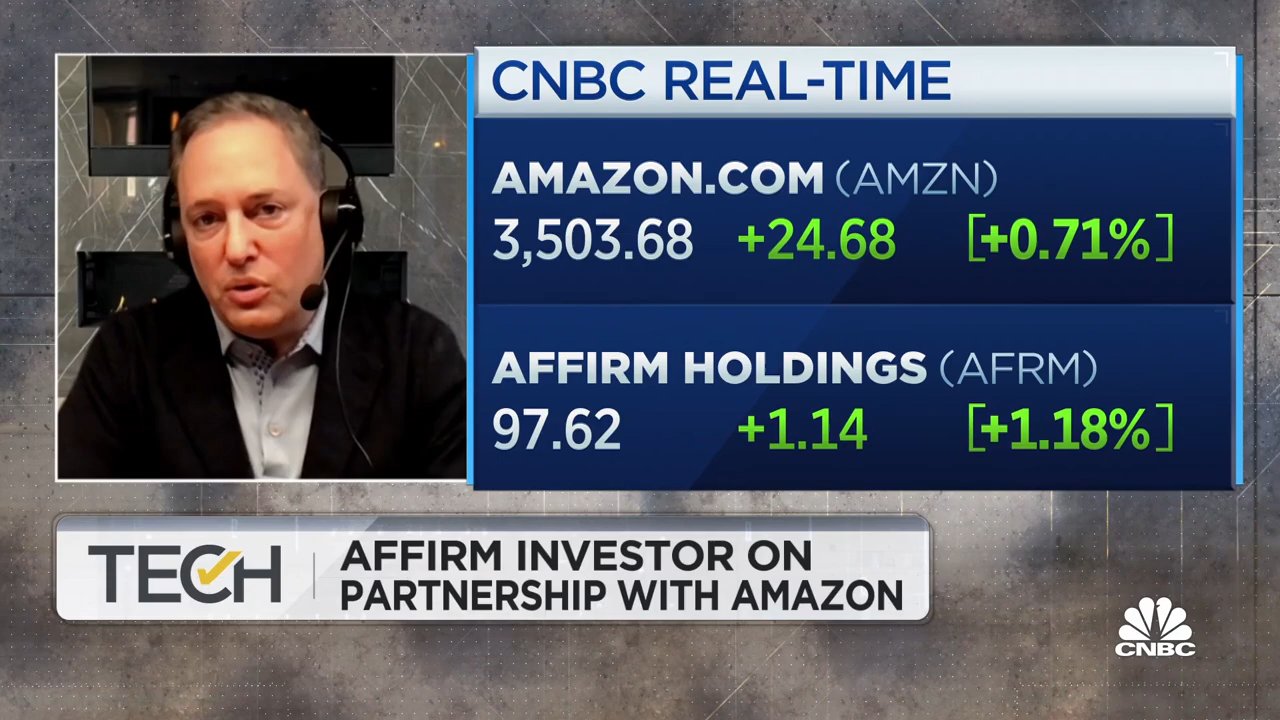 CNBC REAL-TIME
AMAZON.COM (AMZN)
3,503.68 +24.68 [+0.71%]
AFFIRM HOLDINGS (AFRM)
97.62 +1.14 [+1.18%]
TECH
AFFIRM INVESTOR ON
PARTNERSHIP WITH AMAZON
CNBC